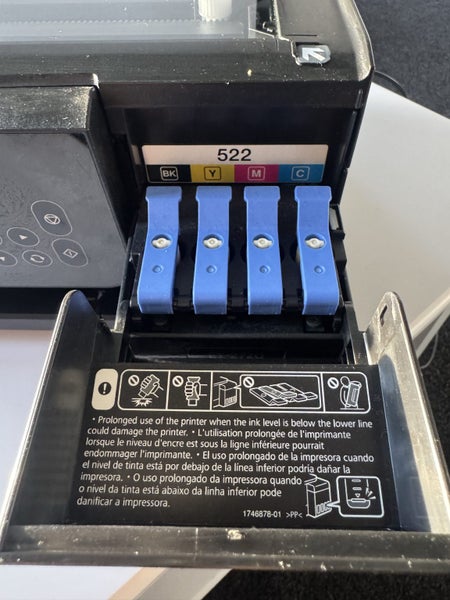 522
BK Y M C
• Prolonged use of the printer when the ink level is below the lower line
could damage the printer. • L'utilisation prolongée de l'imprimante
lorsque le niveau d'encre est sous la ligne inférieure pourrait
endommager l'imprimante. • El uso prolongado de la impresora cuando
el nivel de tinta está por debajo de la línea inferior podría dañar la
impresora. • O uso prolongado da impresora quando
o nível da tinta está abaixo da linha inferior pode
danificar a impressora.
1746878-01 >PP<